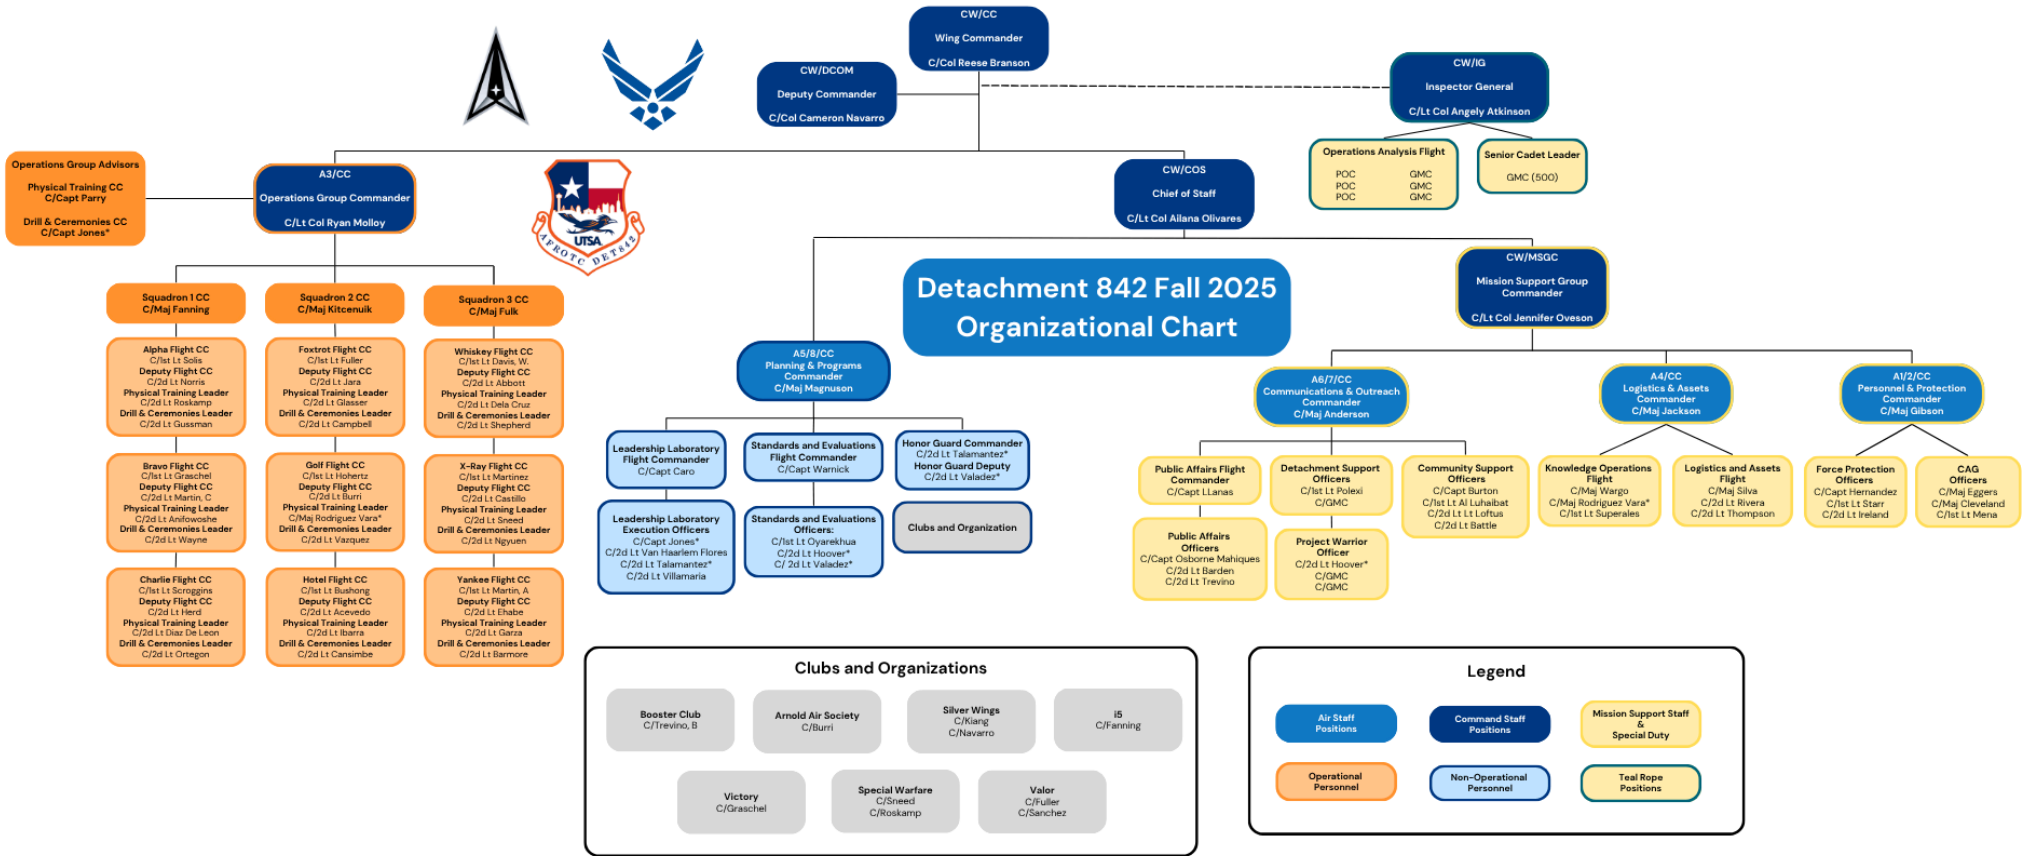 CW/CC
Wing Commander
C/Col Reese Branson
CW/DCOM
Deputy Commander
C/Col Cameron Navarro
CW/IG
Inspector General
C/Lt Col Angely Atkinson
Operations Analysis Flight
POC GMC
POC GMC
POC GMC
Senior Cadet Leader
GMC (500)
Operations Group Advisors
Physical Training CC
C/Capt Parry
Drill & Ceremonies CC
C/Capt Jones*
A3/CC
Operations Group Commander
C/Lt Col Ryan Molloy
UTSA
AFROTC DET842
CW/COS
Chief of Staff
C/Lt Col Ailana Olivares
Detachment 842 Fall 2025
Organizational Chart
CW/MSGC
Mission Support Group
Commander
C/Lt Col Jennifer Oveson
Squadron 1 CC
C/Maj Fanning
Squadron 2 CC
C/Maj Kitcenuik
Squadron 3 CC
C/Maj Fulk
Alpha Flight CC
C/1st Lt Solis
Deputy Flight CC
C/2d Lt Norris
Physical Training Leader
C/2d Lt Roskamp
Drill & Ceremonies Leader
C/2d Lt Gussman
Foxtrot Flight CC
C/1st Lt Fuller
Deputy Flight CC
C/2d Lt Jara
Physical Training Leader
C/2d Lt Glasser
Drill & Ceremonies Leader
C/2d Lt Campbell
Whiskey Flight CC
C/1st Lt Davis, W.
Deputy Flight CC
C/2d Lt Abbott
Physical Training Leader
C/2d Lt Dela Cruz
Drill & Ceremonies Leader
C/2d Lt Shepherd
Bravo Flight CC
C/1st Lt Graschel
Deputy Flight CC
C/2d Lt Martin, C
Physical Training Leader
C/2d Lt Anifowoshe
Drill & Ceremonies Leader
C/2d Lt Wayne
Golf Flight CC
C/1st Lt Hohertz
Deputy Flight CC
C/2d Lt Burri
Physical Training Leader
C/Maj Rodriguez Vara*
Drill & Ceremonies Leader
C/2d Lt Vazquez
X-Ray Flight CC
C/1st Lt Martinez
Deputy Flight CC
C/2d Lt Castillo
Physical Training Leader
C/2d Lt Sneed
Drill & Ceremonies Leader
C/2d Lt Ngyuen
Charlie Flight CC
C/1st Lt Scroggins
Deputy Flight CC
C/2d Lt Herd
Physical Training Leader
C/2d Lt Diaz De Leon
Drill & Ceremonies Leader
C/2d Lt Ortegon
Hotel Flight CC
C/1st Lt Bushong
Deputy Flight CC
C/2d Lt Acevedo
Physical Training Leader
C/2d Lt Ibarra
Drill & Ceremonies Leader
C/2d Lt Cansimbe
Yankee Flight CC
C/1st Lt Martin, A
Deputy Flight CC
C/2d Lt Ehabe
Physical Training Leader
C/2d Lt Garza
Drill & Ceremonies Leader
C/2d Lt Barmore
A5/8/CC
Planning & Programs
Commander
C/Maj Magnuson
Leadership Laboratory
Flight Commander
C/Capt Caro
Standards and Evaluations
Flight Commander
C/Capt Warnick
Honor Guard Commander
C/2d Lt Talamantez*
Honor Guard Deputy
C/2d Lt Valadez*
Leadership Laboratory
Execution Officers
C/Capt Jones*
C/2d Lt Van Haarlem Flores
C/2d Lt Talamantez*
C/2d Lt Villamaria
Standards and Evaluations
Officers:
C/1st Lt Oyarekhua
C/2d Lt Hoover*
C/ 2d Lt Valadez*
Clubs and Organization
A6/7/CC
Communications & Outreach
Commander
C/Maj Anderson
A4/CC
Logistics & Assets
Commander
C/Maj Jackson
A1/2/CC
Personnel & Protection
Commander
C/Maj Gibson
Public Affairs Flight
Commander
C/Capt LLanas
Detachment Support
Officers
C/1st Lt Polexi
C/GMC
Community Support
Officers
C/Capt Burton
C/1st Lt Al Luhaibat
C/2d Lt Lt Loftus
C/2d Lt Battle
Knowledge Operations
Flight
C/Maj Wargo
C/Maj Rodriguez Vara*
C/1st Lt Superales
Logistics and Assets
Flight
C/Maj Silva
C/2d Lt Rivera
C/2d Lt Thompson
Force Protection
Officers
C/Capt Hernandez
C/1st Lt Starr
C/2d Lt Ireland
CAG
Officers
C/Maj Eggers
C/Maj Cleveland
C/1st Lt Mena
Public Affairs
Officers
C/Capt Osborne Mahiques
C/2d Lt Barden
C/2d Lt Trevino
Project Warrior
Officer
C/2d Lt Hoover*
C/GMC
C/GMC
Clubs and Organizations
Booster Club
C/Trevino, B
Arnold Air Society
C/Burri
Silver Wings
C/Kiang
C/Navarro
i5
C/Fanning
Victory
C/Graschel
Special Warfare
C/Sneed
C/Roskamp
Valor
C/Fuller
C/Sanchez
Legend
Air Staff
Positions
Command Staff
Positions
Mission Support Staff
&
Special Duty
Operational
Personnel
Non-Operational
Personnel
Teal Rope
Positions